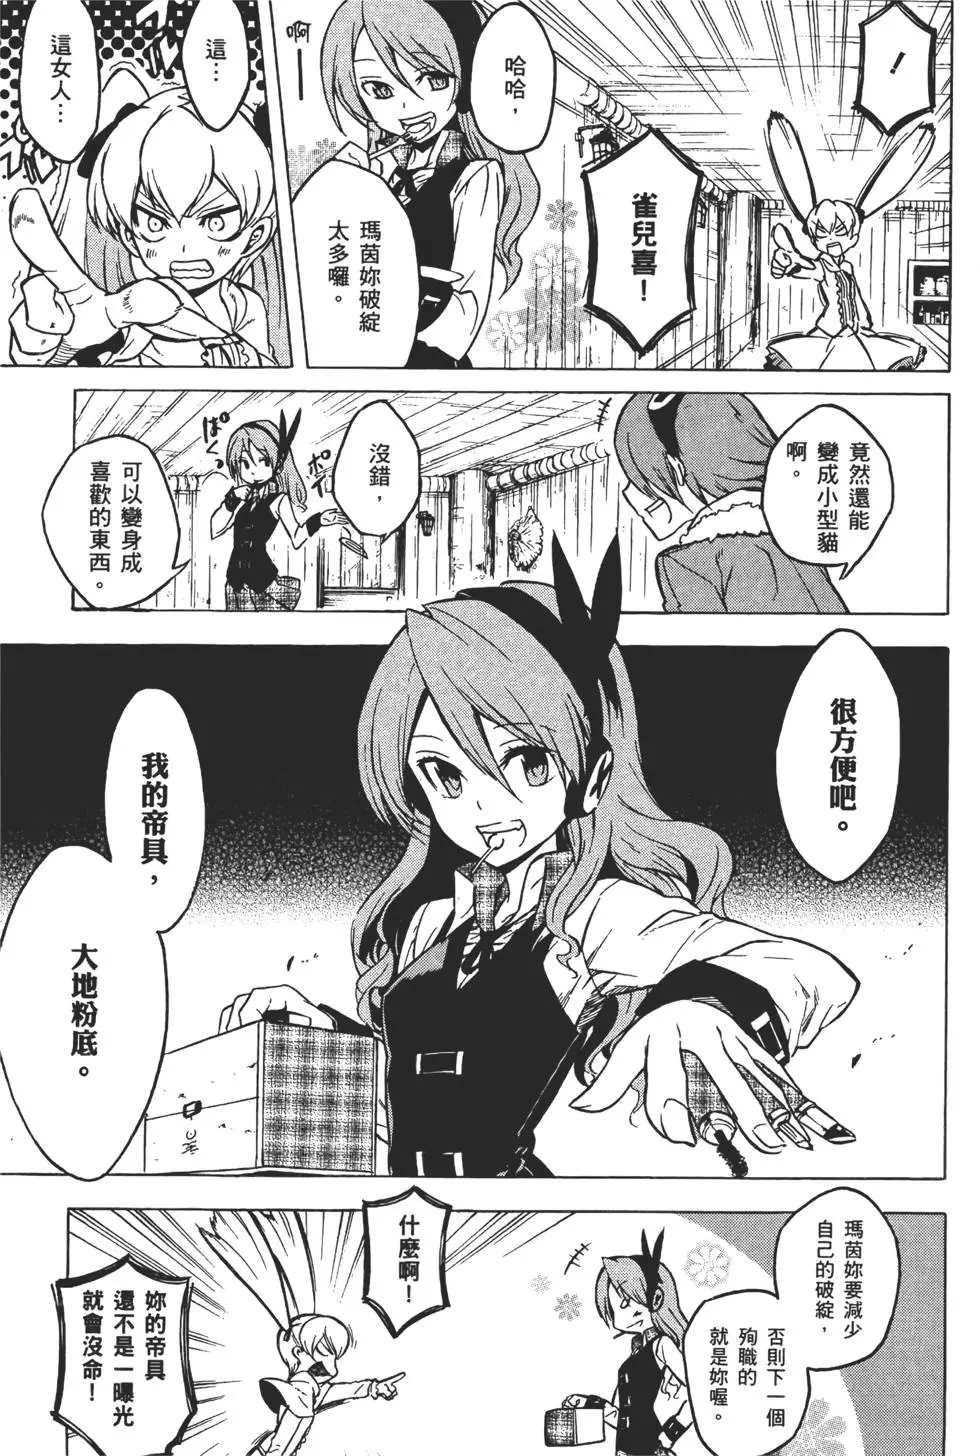 ！
雀兒喜！
哈哈，
瑪茵妳破綻
太多囉。
啊
這…
這女人…
竟然還能
變成小型貓
啊。
沒錯，
可以變身成
喜歡的東西。
ぱくっ
很方便吧。
我的帝具，
大地粉底。
瑪茵妳要減少
自己的破綻，
否則下一個
殉職的
就是妳喔。
什麼啊！
妳的帝具
還不是一曝光
就會沒命！